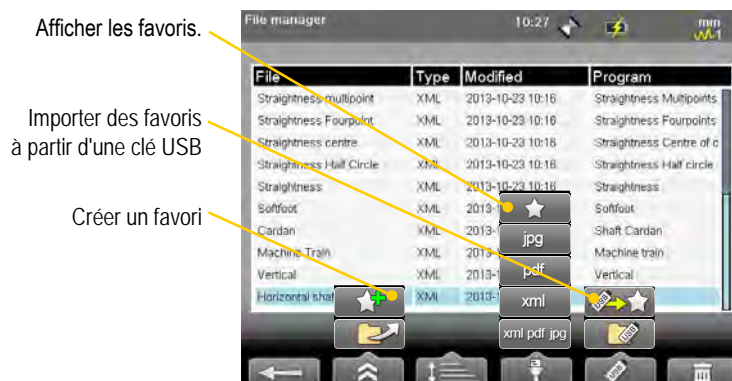 Afficher les favoris.
Importer des favoris
à partir d'une clé USB
Créer un favori
File manager 10:27 mm
1
File Type Modified Program
Straightness multipoint XML 2013-10-23 10:16 Straightness Multipoints
Straightness Fourpoint XML 2013-10-23 10:16 Straightness Fourpoints
Straightness centre XML 2013-10-23 10:16 Straightness Centre of c
Straightness Half Circle XML 2013-10-23 10:16 Straightness Half circle
Straightness XML 2013-10-23 10:16 Straightness
Softfoot XML 2013- Softfoot
Cardan XML 2013- Shaft Cardan
Machine Train XML 2013- Machine train
Vertical XML 2013-1 Vertical
Horizontal shaf XML 2013-
jpg
pdf
xml
xml pdf jpg
USB
USB
USB